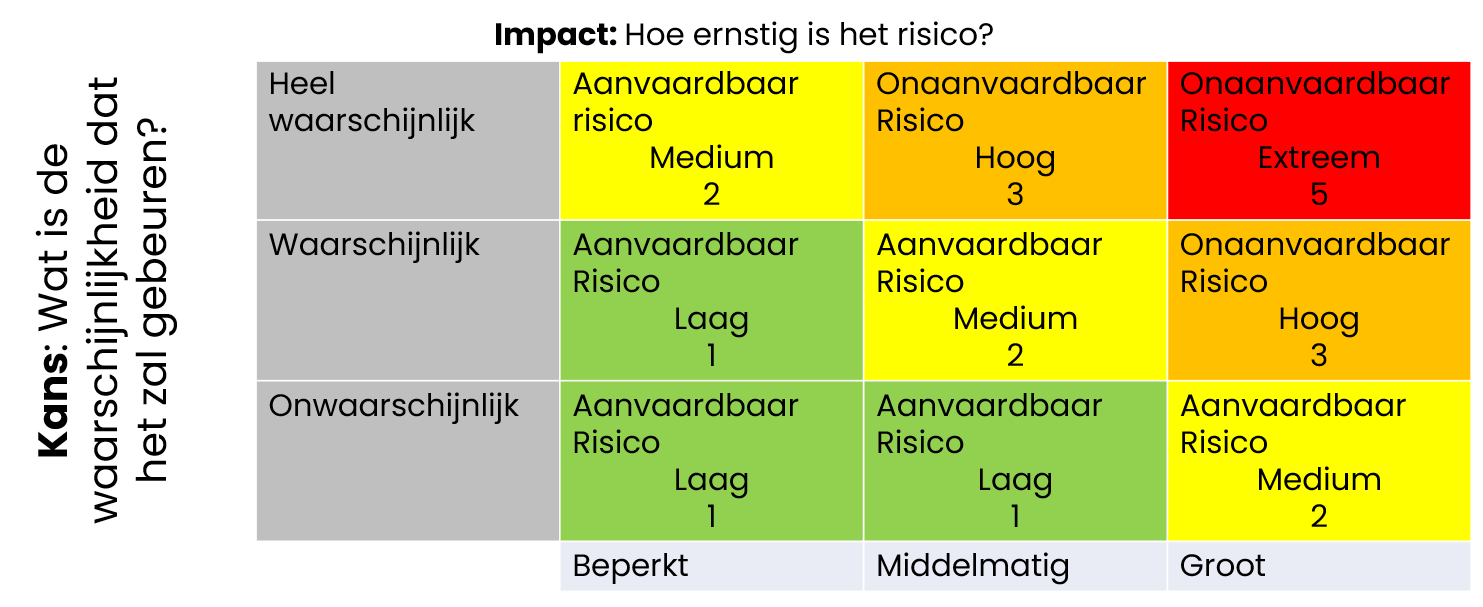 Impact: Hoe ernstig is het risico?
Kans: Wat is de
waarschijnlijkheid dat
het zal gebeuren?
Heel
waarschijnlijk
Aanvaardbaar
risico
Medium
2
Onaanvaardbaar
Risico
Hoog
3
Onaanvaardbaar
Risico
Extreem
5
Waarschijnlijk
Aanvaardbaar
Risico
Laag
1
Aanvaardbaar
Risico
Medium
2
Onaanvaardbaar
Risico
Hoog
3
Onwaarschijnlijk
Aanvaardbaar
Risico
Laag
1
Aanvaardbaar
Risico
Laag
1
Aanvaardbaar
Risico
Medium
2
Beperkt
Middelmatig
Groot